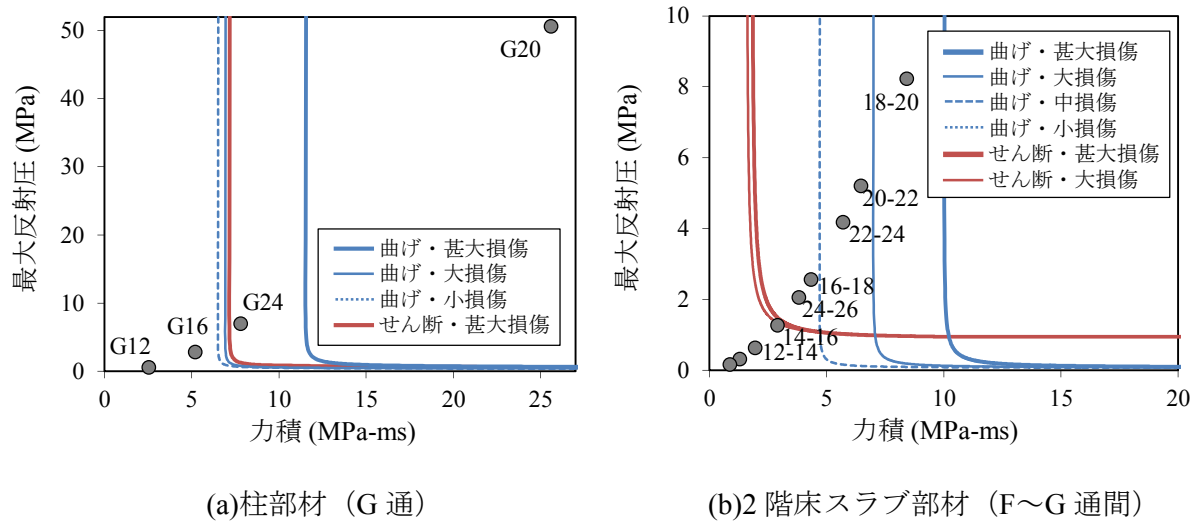 最大反射圧 (MPa)
50
40
30
20
10
0
G20
G24
G16
G12
曲げ・甚大損傷
曲げ・大損傷
曲げ・小損傷
せん断・甚大損傷
0 5 10 15 20 25
力積 (MPa-ms)
(a)柱部材（G 通）
最大反射圧 (MPa)
10
8
6
4
2
0
曲げ・甚大損傷
曲げ・大損傷
曲げ・中損傷
曲げ・小損傷
せん断・甚大損傷
せん断・大損傷
18-20
20-22
22-24
16-18
24-26
14-16
12-14
0 5 10 15 20
力積 (MPa-ms)
(b)2 階床スラブ部材（F～G 通間）